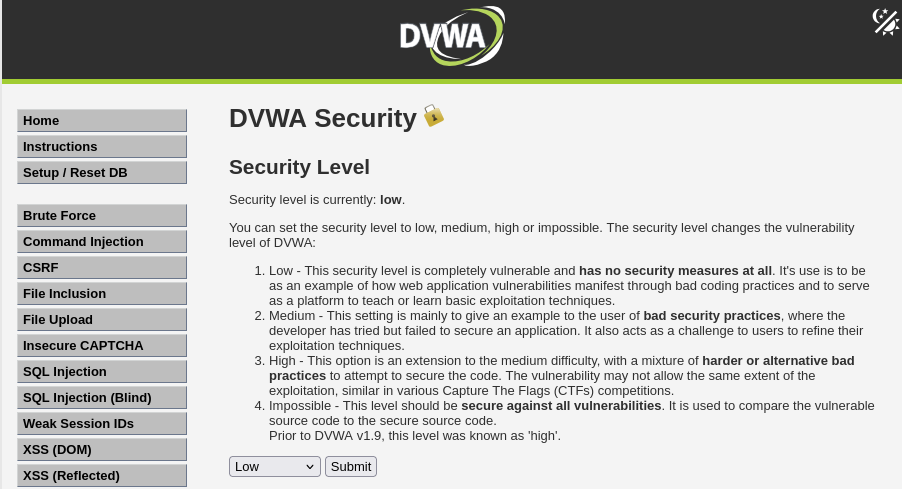 DVWA
Home
Instructions
Setup / Reset DB
Brute Force
Command Injection
CSRF
File Inclusion
File Upload
Insecure CAPTCHA
SQL Injection
SQL Injection (Blind)
Weak Session IDs
XSS (DOM)
XSS (Reflected)
DVWA Security
Security Level
Security level is currently: low.
You can set the security level to low, medium, high or impossible. The security level changes the vulnerability
level of DVWA:
1. Low - This security level is completely vulnerable and has no security measures at all. It's use is to be
as an example of how web application vulnerabilities manifest through bad coding practices and to serve
as a platform to teach or learn basic exploitation techniques.
2. Medium - This setting is mainly to give an example to the user of bad security practices, where the
developer has tried but failed to secure an application. It also acts as a challenge to users to refine their
exploitation techniques.
3. High - This option is an extension to the medium difficulty, with a mixture of harder or alternative bad
practices to attempt to secure the code. The vulnerability may not allow the same extent of the
exploitation, similar in various Capture The Flags (CTFs) competitions.
4. Impossible - This level should be secure against all vulnerabilities. It is used to compare the vulnerable
source code to the secure source code.
Prior to DVWA v1.9, this level was known as 'high'.
Low Submit